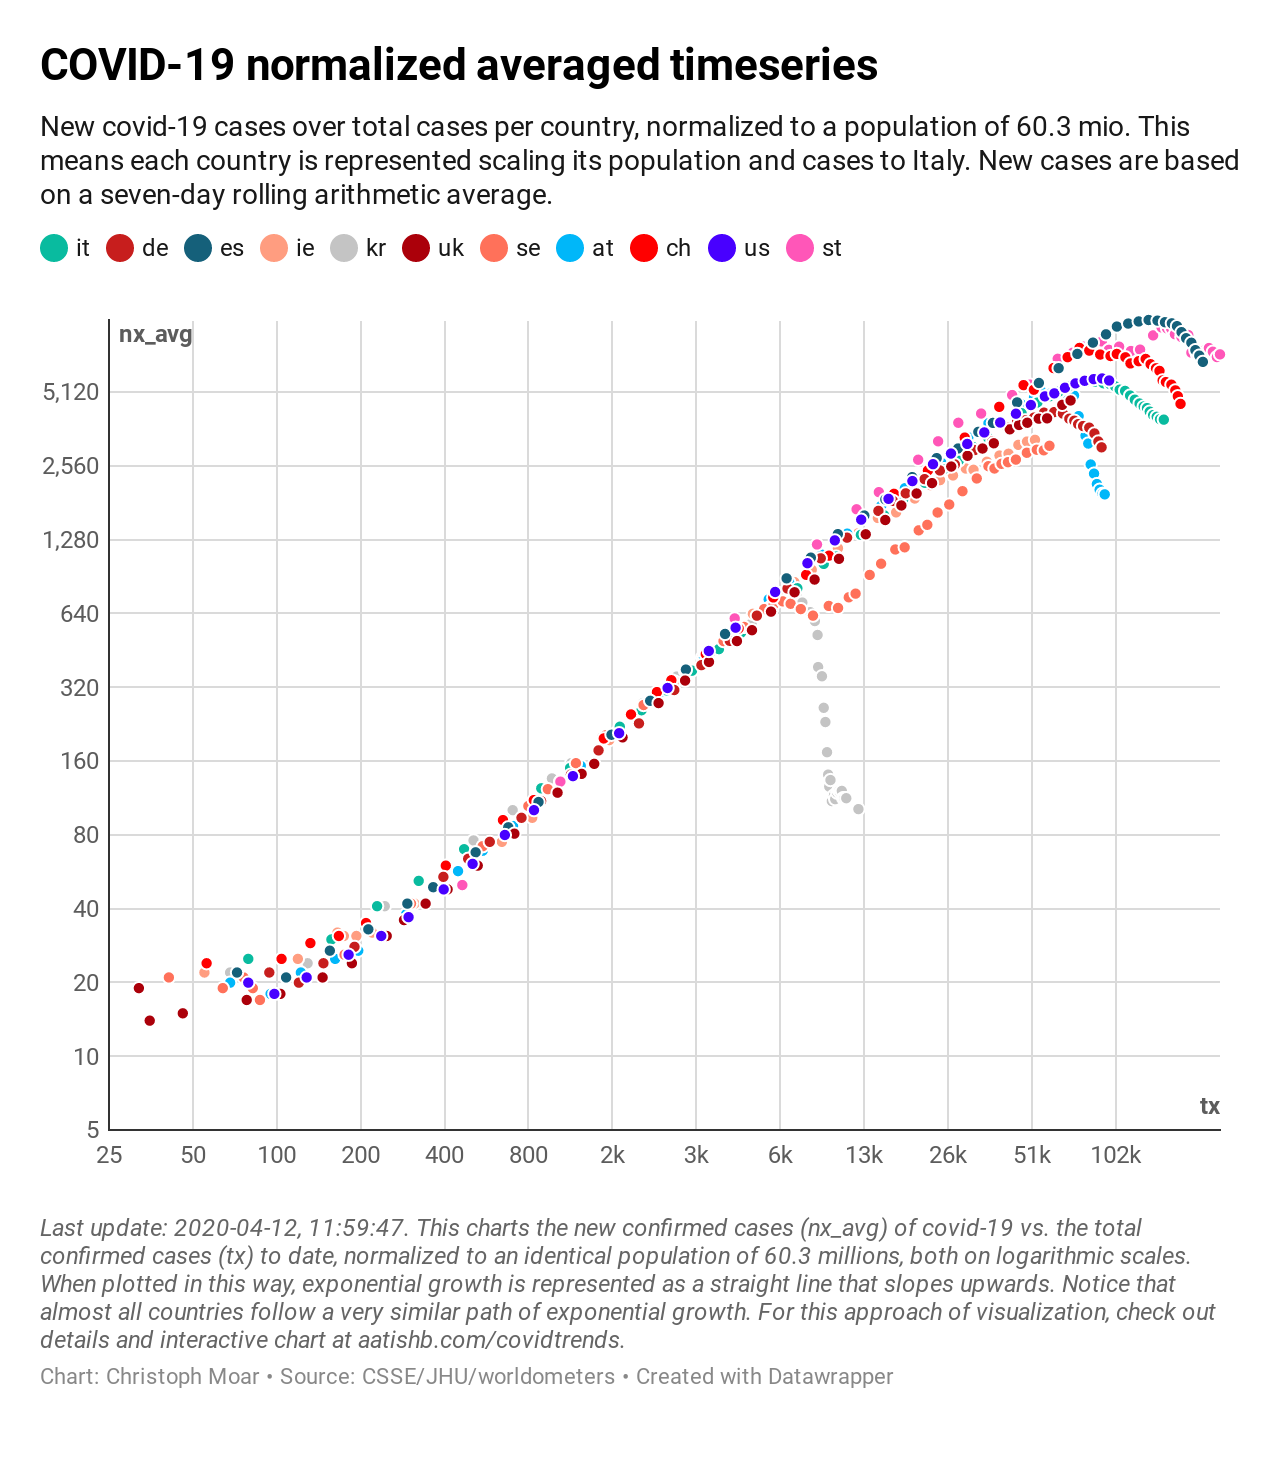 COVID-19 normalized averaged timeseries
New covid-19 cases over total cases per country, normalized to a population of 60.3 mio. This
means each country is represented scaling its population and cases to Italy. New cases are based
on a seven-day rolling arithmetic average.
it de es ie kr uk se at ch us st
nx_avg
5,120
2,560
1,280
640
320
160
80
40
20
10
5
tx
25 50 100 200 400 800 2k 3k 6k 13k 26k 51k 102k
Last update: 2020-04-12, 11:59:47. This charts the new confirmed cases (nx_avg) of covid-19 vs. the total
confirmed cases (tx) to date, normalized to an identical population of 60.3 millions, both on logarithmic scales.
When plotted in this way, exponential growth is represented as a straight line that slopes upwards. Notice that
almost all countries follow a very similar path of exponential growth. For this approach of visualization, check out
details and interactive chart at aatishb.com/covidtrends.
Chart: Christoph Moar • Source: CSSE/JHU/worldometers • Created with Datawrapper